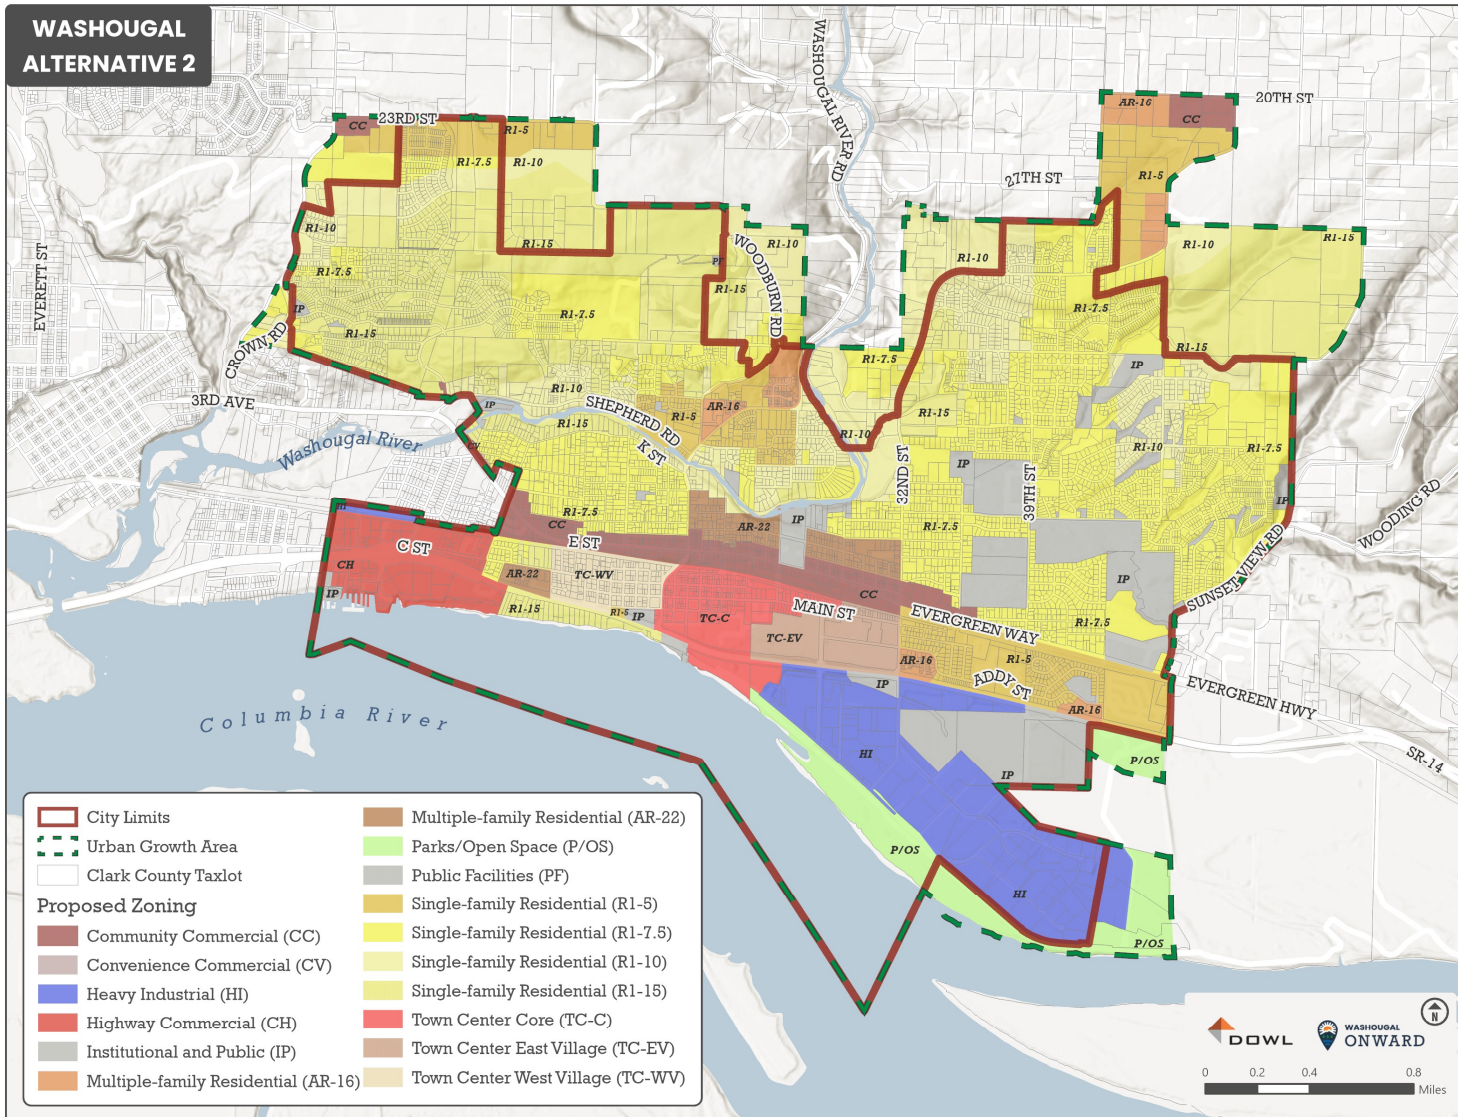 WASHOUGAL
ALTERNATIVE 2
WASHOUGAL RIVER RD
20TH ST
AR-16
CC
CC
23RD ST
R1-5
R1-7.5
R1-10
27TH ST
R1-5
R1-10
R1-15
R1-10
R1-15
WOODBURN RD
R1-10
R1-10
R1-15
EVERETT ST
R1-7.5
PF
R1-15
IP
R1-7.5
R1-7.5
CROWN RD
R1-15
R1-15
R1-7.5
IP
R1-10
3RD AVE
IP
SHEPHERD RD
R1-5
AR-16
R1-15
R1-15
R1-10
Washougal River
CV
K ST
R1-10
R1-7.5
32ND ST
IP
39TH ST
IP
WOODING RD
HI
R1-7.5
CC
AR-22
IP
R1-7.5
C ST
E ST
SUNSET VIEW RD
CH
AR-22
TC-WV
IP
IP
CC
R1-15
R1-5
IP
TC-C
MAIN ST
EVERGREEN WAY
R1-7.5
TC-EV
AR-16
R1-5
ADDY ST
IP
EVERGREEN HWY
AR-16
Columbia River
SR-14
HI
P/OS
IP
P/OS
HI
P/OS
City Limits
Urban Growth Area
Clark County Taxlot
Proposed Zoning
Community Commercial (CC)
Convenience Commercial (CV)
Heavy Industrial (HI)
Highway Commercial (CH)
Institutional and Public (IP)
Multiple-family Residential (AR-16)
Multiple-family Residential (AR-22)
Parks/Open Space (P/OS)
Public Facilities (PF)
Single-family Residential (R1-5)
Single-family Residential (R1-7.5)
Single-family Residential (R1-10)
Single-family Residential (R1-15)
Town Center Core (TC-C)
Town Center East Village (TC-EV)
Town Center West Village (TC-WV)
DOWL
WASHOUGAL
ONWARD
N
0 0.2 0.4 0.8
Miles